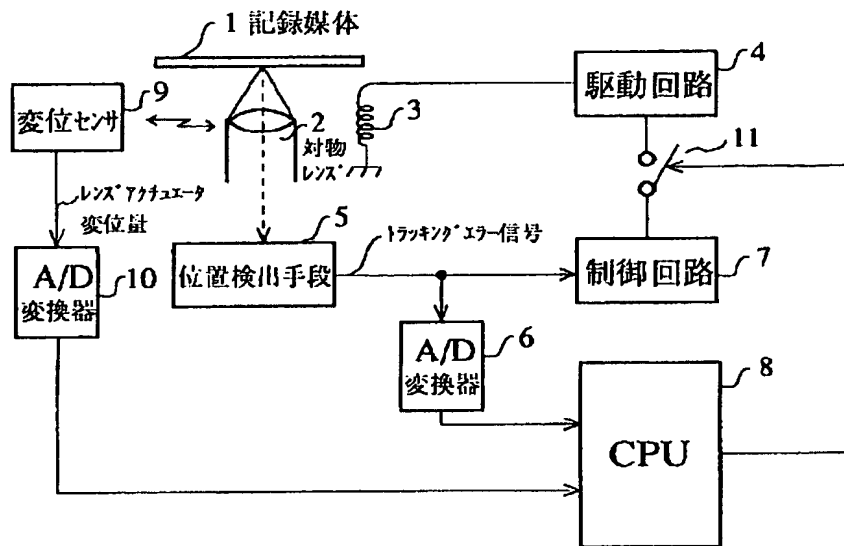 1 記録媒体
4
駆動回路
9
変位センサ
2
対物
レンズ
3
11
レンズアクチュエータ
変位量
5
トラッキングエラー信号
位置検出手段
制御回路
7
A/D
変換器
10
A/D
変換器
6
8
CPU